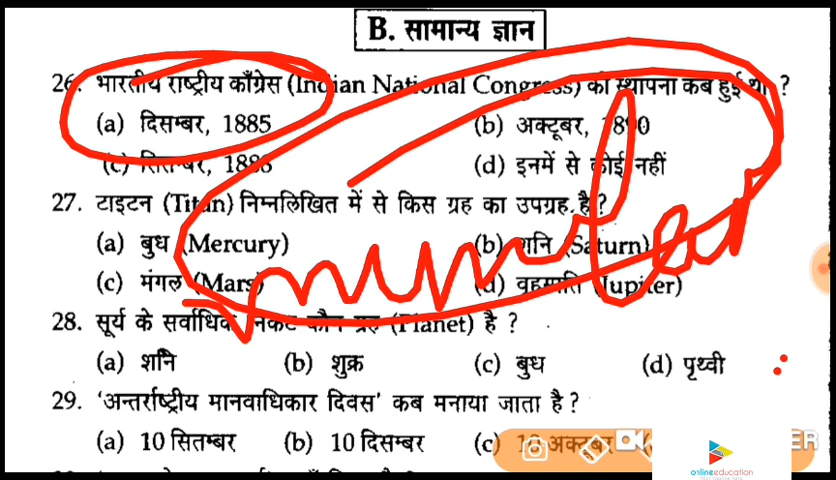 B. सामान्य ज्ञान
26. भारतीय राष्ट्रीय काँग्रेस (Indian National Congress) की स्थापना कब हुई थी ?
(a) दिसम्बर, 1885 (b) अक्टूबर, 1890
(c) सितम्बर, (d) इनमें से कोई नहीं
27. टाइटन (Titan) निम्नलिखित में से किस ग्रह का उपग्रह है ?
(a) बुध (Mercury) (b) शनि (Saturn)
(c) मंगल (Mars) (d) वृहस्पति (Jupiter)
28. सूर्य के सर्वाधिक निकट कौन ग्रह (Planet) है ?
(a) शनि (b) शुक्र (c) बुध (d) पृथ्वी
29. 'अन्तर्राष्ट्रीय मानवाधिकार दिवस' कब मनाया जाता है ?
(a) 10 सितम्बर (b) 10 दिसम्बर (c) 10 अक्टूबर
ER
onlineeducation